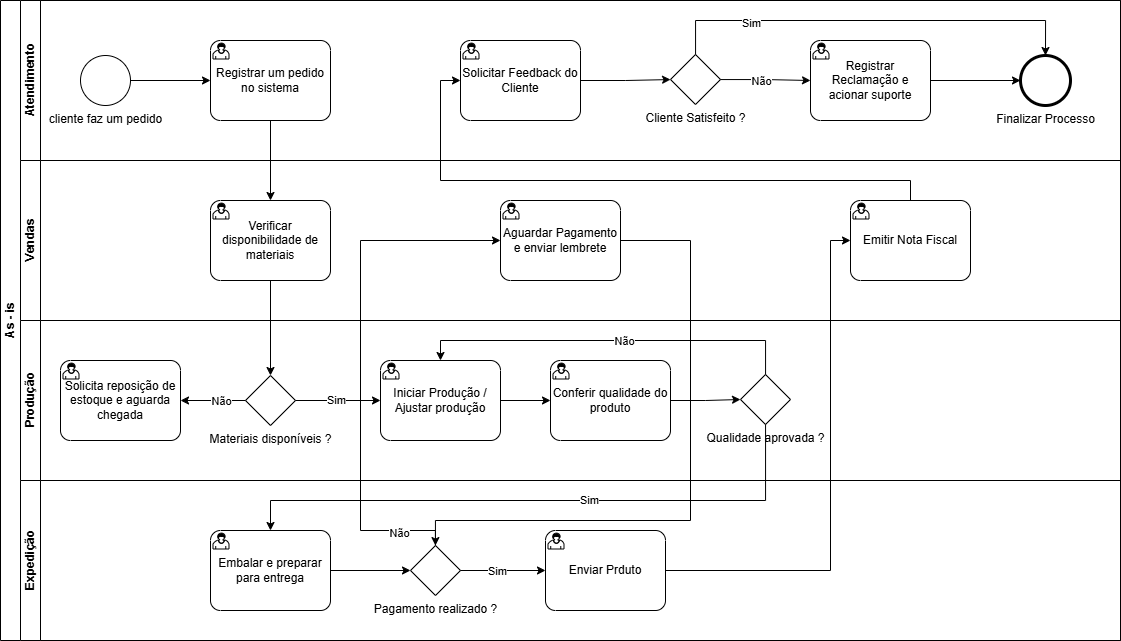 As - is
Atendimento
cliente faz um pedido
Registrar um pedido
no sistema
Solicitar Feedback do
Cliente
Cliente Satisfeito ?
Sim
Não
Registrar
Reclamação e
acionar suporte
Finalizar Processo
Vendas
Verificar
disponibilidade de
materiais
Aguardar Pagamento
e enviar lembrete
Emitir Nota Fiscal
Produção
Solicita reposição de
estoque e aguarda
chegada
Não
Materiais disponíveis ?
Sim
Iniciar Produção /
Ajustar produção
Não
Conferir qualidade do
produto
Qualidade aprovada ?
Expedição
Sim
Embalar e preparar
para entrega
Não
Pagamento realizado ?
Sim
Enviar Prduto